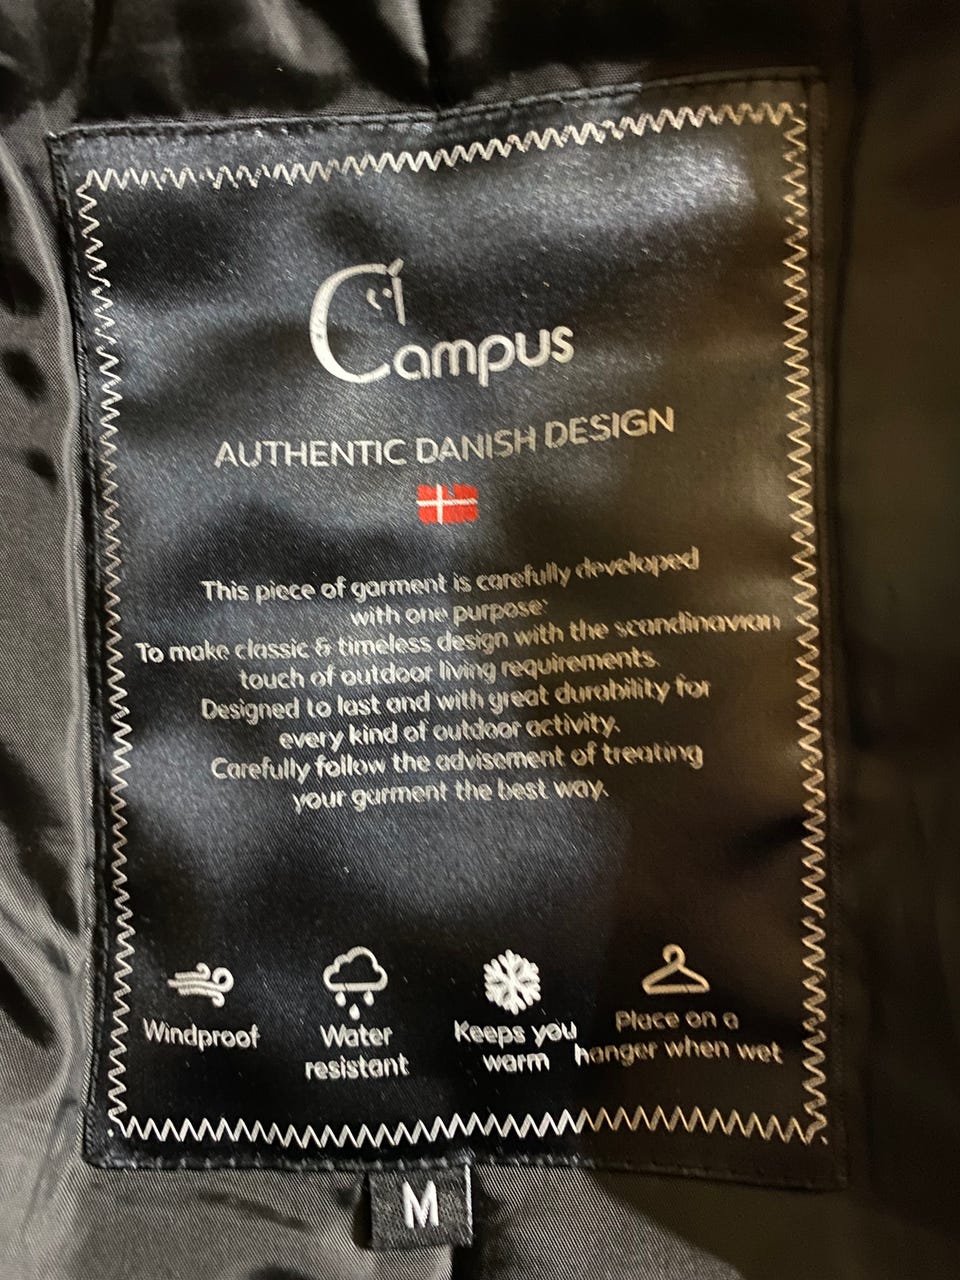 Campus
AUTHENTIC DANISH DESIGN
This piece of garment is carefully developed
with one purpose:
To make classic & timeless design with the scandinavian
touch of outdoor living requirements.
Designed to last and with great durability for
every kind of outdoor activity.
Carefully follow the advisement of treating
your garment the best way.
Windproof
Water
resistant
Keeps you
warm
Place on a
hanger when wet
M